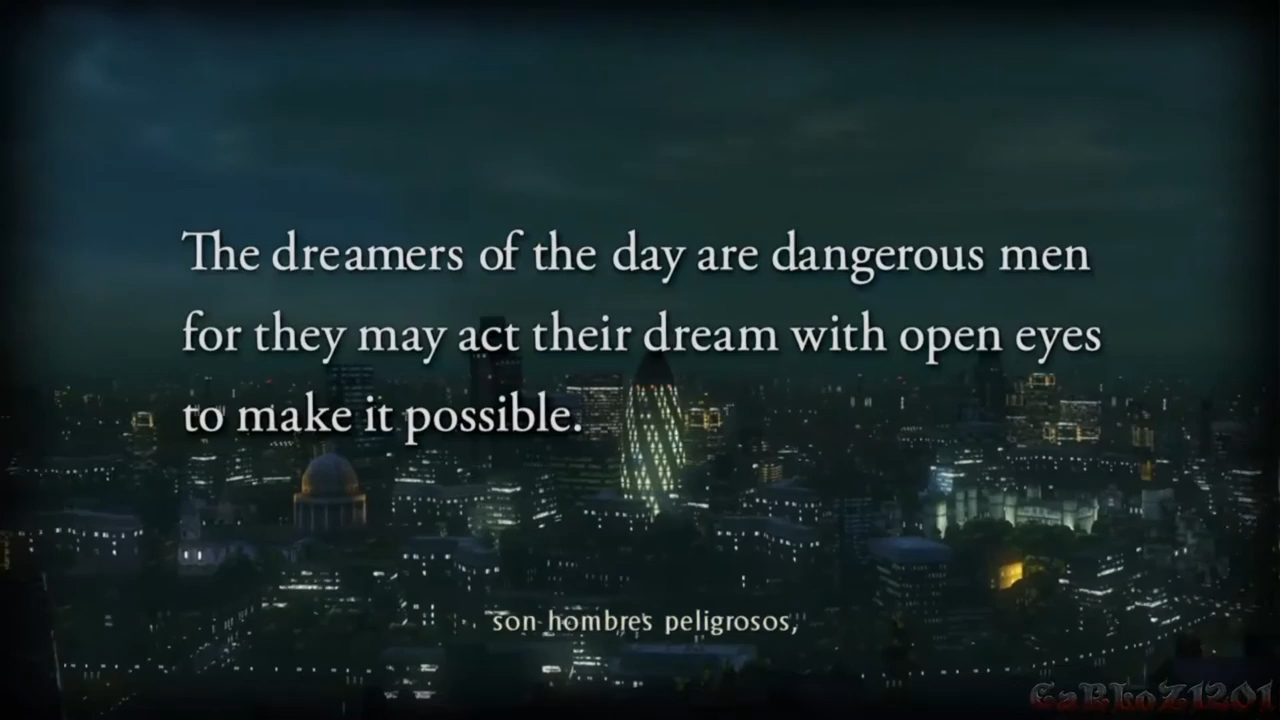 The dreamers of the day are dangerous men
for they may act their dream with open eyes
to make it possible.
son hombres peligrosos,
CaRLoZ1201